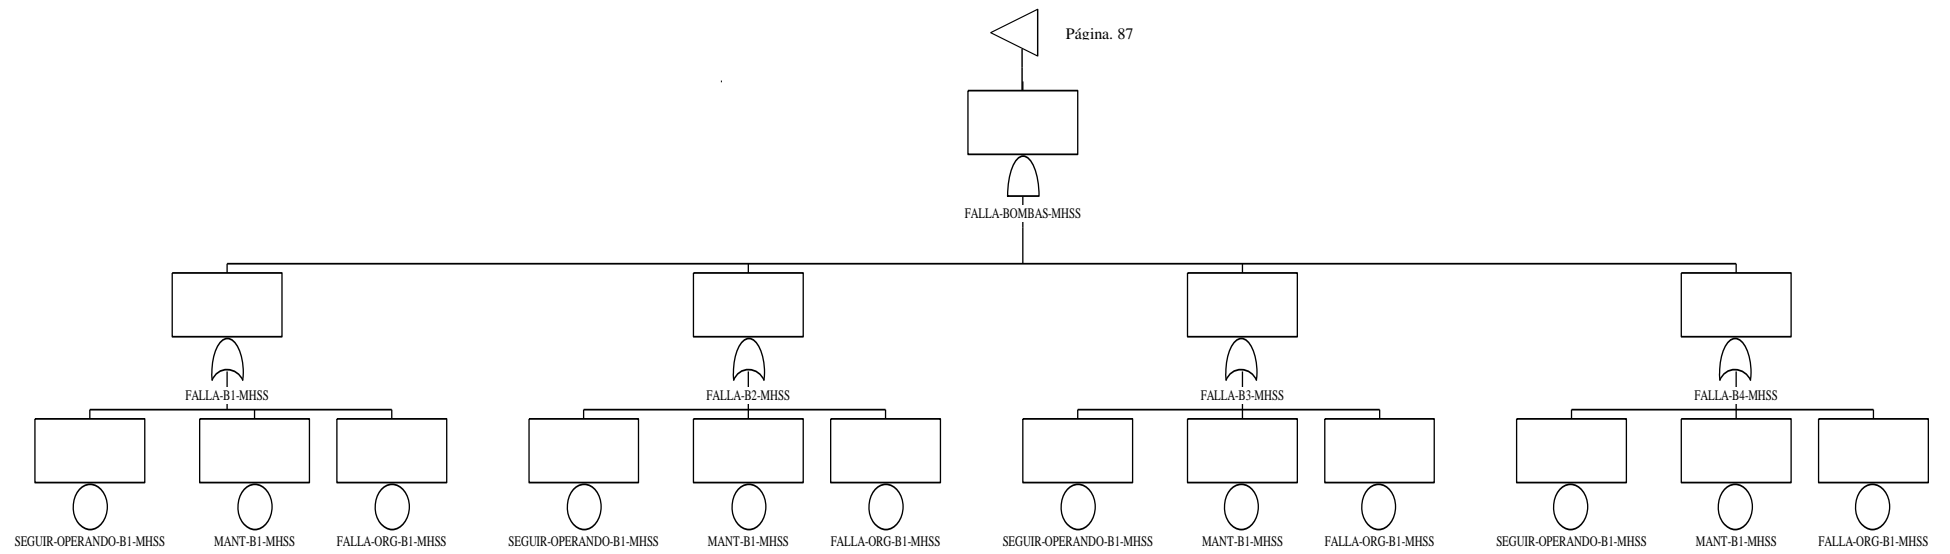 Página. 87
FALLA-BOMBAS-MHSS
FALLA-B1-MHSS
FALLA-B2-MHSS
FALLA-B3-MHSS
FALLA-B4-MHSS
SEGUIR-OPERANDO-B1-MHSS
MANT-B1-MHSS
FALLA-ORG-B1-MHSS
SEGUIR-OPERANDO-B1-MHSS
MANT-B1-MHSS
FALLA-ORG-B1-MHSS
SEGUIR-OPERANDO-B1-MHSS
MANT-B1-MHSS
FALLA-ORG-B1-MHSS
SEGUIR-OPERANDO-B1-MHSS
MANT-B1-MHSS
FALLA-ORG-B1-MHSS